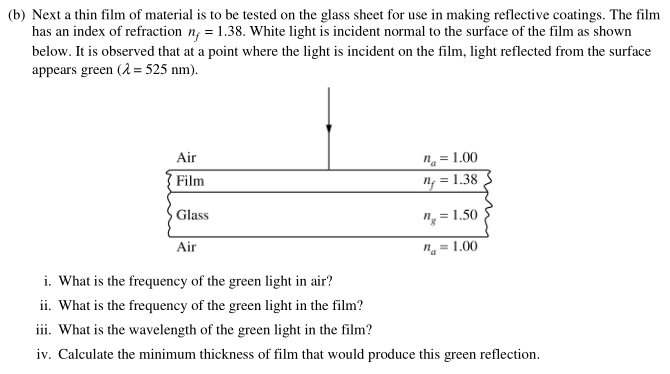 (b) Next a thin film of material is to be tested on the glass sheet for use in making reflective coatings. The film
has an index of refraction n_f = 1.38. White light is incident normal to the surface of the film as shown
below. It is observed that at a point where the light is incident on the film, light reflected from the surface
appears green (λ = 525 nm).
Air n_a = 1.00
Film n_f = 1.38
Glass n_g = 1.50
Air n_a = 1.00
i. What is the frequency of the green light in air?
ii. What is the frequency of the green light in the film?
iii. What is the wavelength of the green light in the film?
iv. Calculate the minimum thickness of film that would produce this green reflection.